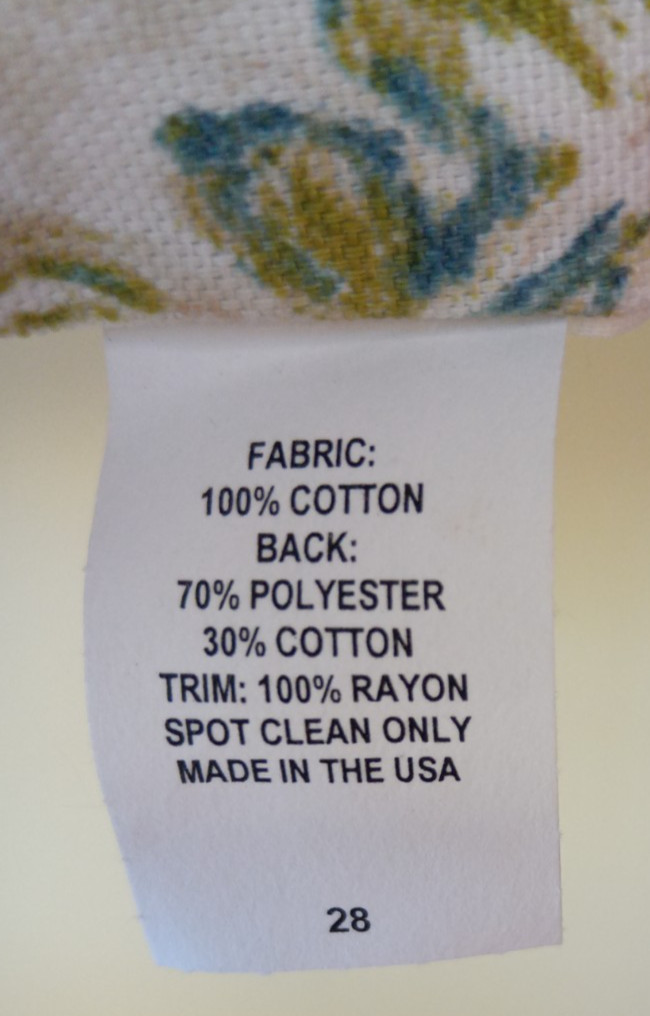 FABRIC:
100% COTTON
BACK:
70% POLYESTER
30% COTTON
TRIM: 100% RAYON
SPOT CLEAN ONLY
MADE IN THE USA
28